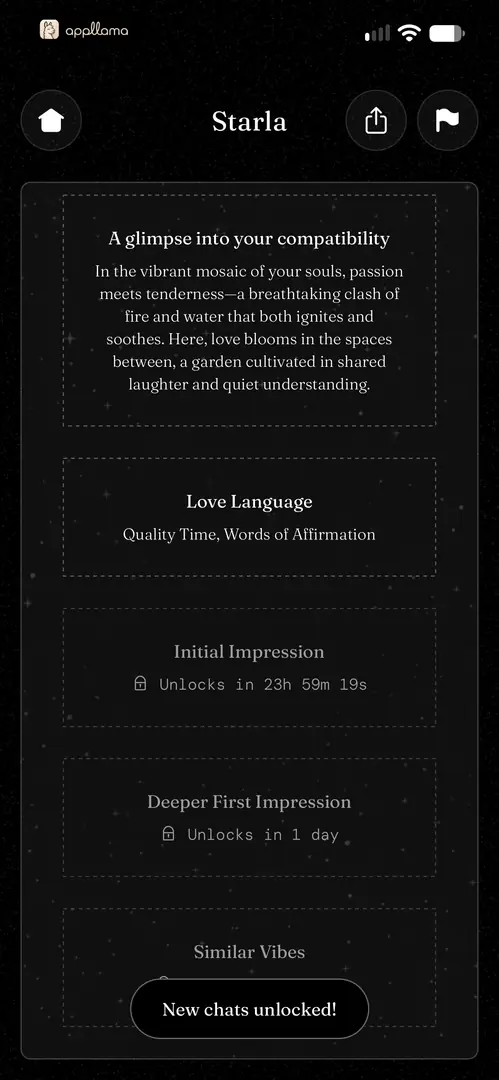 appllama
Starla
A glimpse into your compatibility
In the vibrant mosaic of your souls, passion
meets tenderness—a breathtaking clash of
fire and water that both ignites and
soothes. Here, love blooms in the spaces
between, a garden cultivated in shared
laughter and quiet understanding.
Love Language
Quality Time, Words of Affirmation
Initial Impression
Unlocks in 23h 59m 19s
Deeper First Impression
Unlocks in 1 day
Similar Vibes
New chats unlocked!